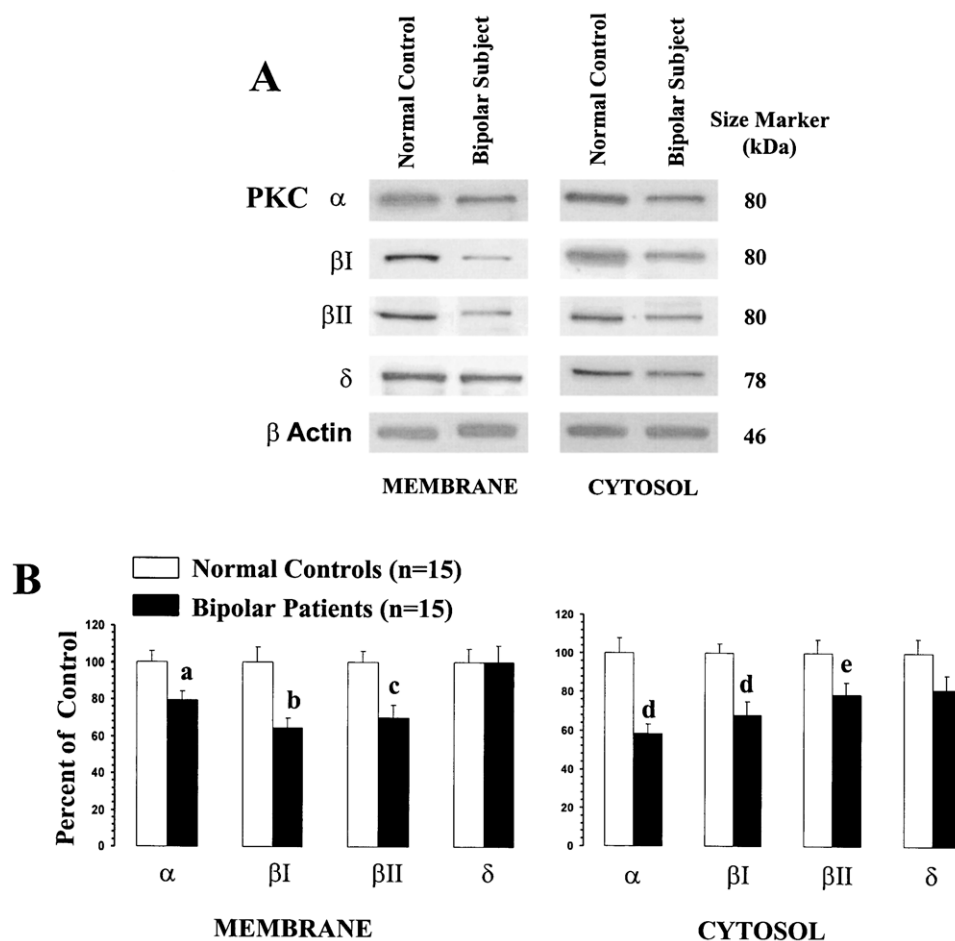 A
Normal Control
Bipolar Subject
Normal Control
Bipolar Subject
Size Marker
(kDa)
PKC α 80
βI 80
βII 80
δ 78
β Actin 46
MEMBRANE CYTOSOL
B
Normal Controls (n=15)
Bipolar Patients (n=15)
Percent of Control
120
100
80
60
40
20
0
a
b
c
α βI βII δ
MEMBRANE
120
100
80
60
40
20
0
d
d
e
α βI βII δ
CYTOSOL